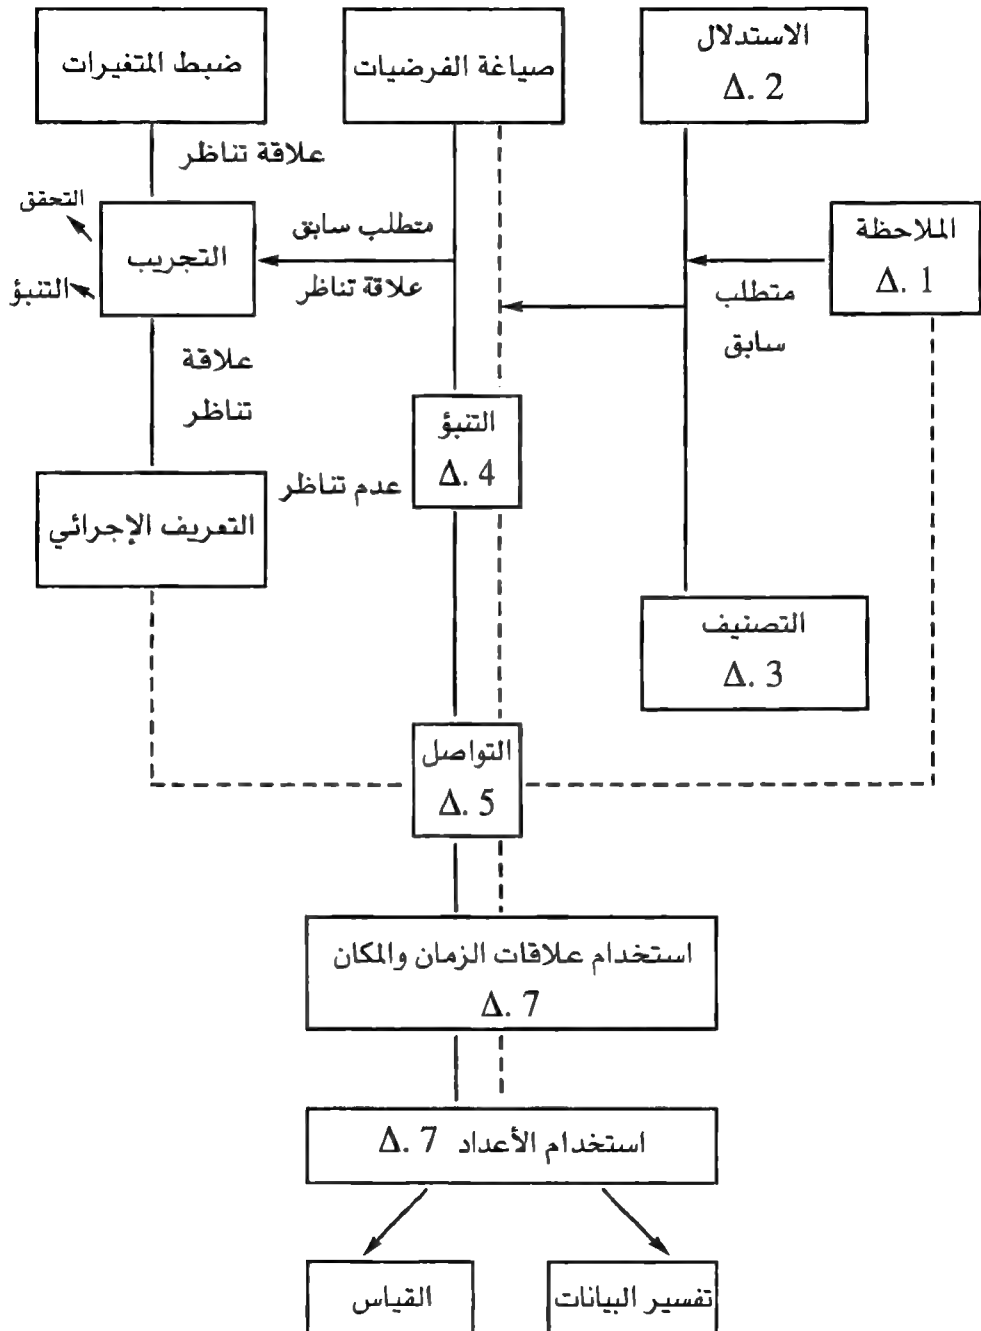 الاستدلال
Δ. 2
صياغة الفرضيات
ضبط المتغيرات
علاقة تناظر
الملاحظة
Δ. 1
متطلب
سابق
متطلب سابق
علاقة تناظر
التجريب
التحقق
التنبؤ
علاقة
تناظر
التنبؤ
Δ. 4
عدم تناظر
التعريف الإجرائي
التصنيف
Δ. 3
التواصل
Δ. 5
استخدام علاقات الزمان والمكان
Δ. 7
استخدام الأعداد Δ. 7
تفسير البيانات
القياس